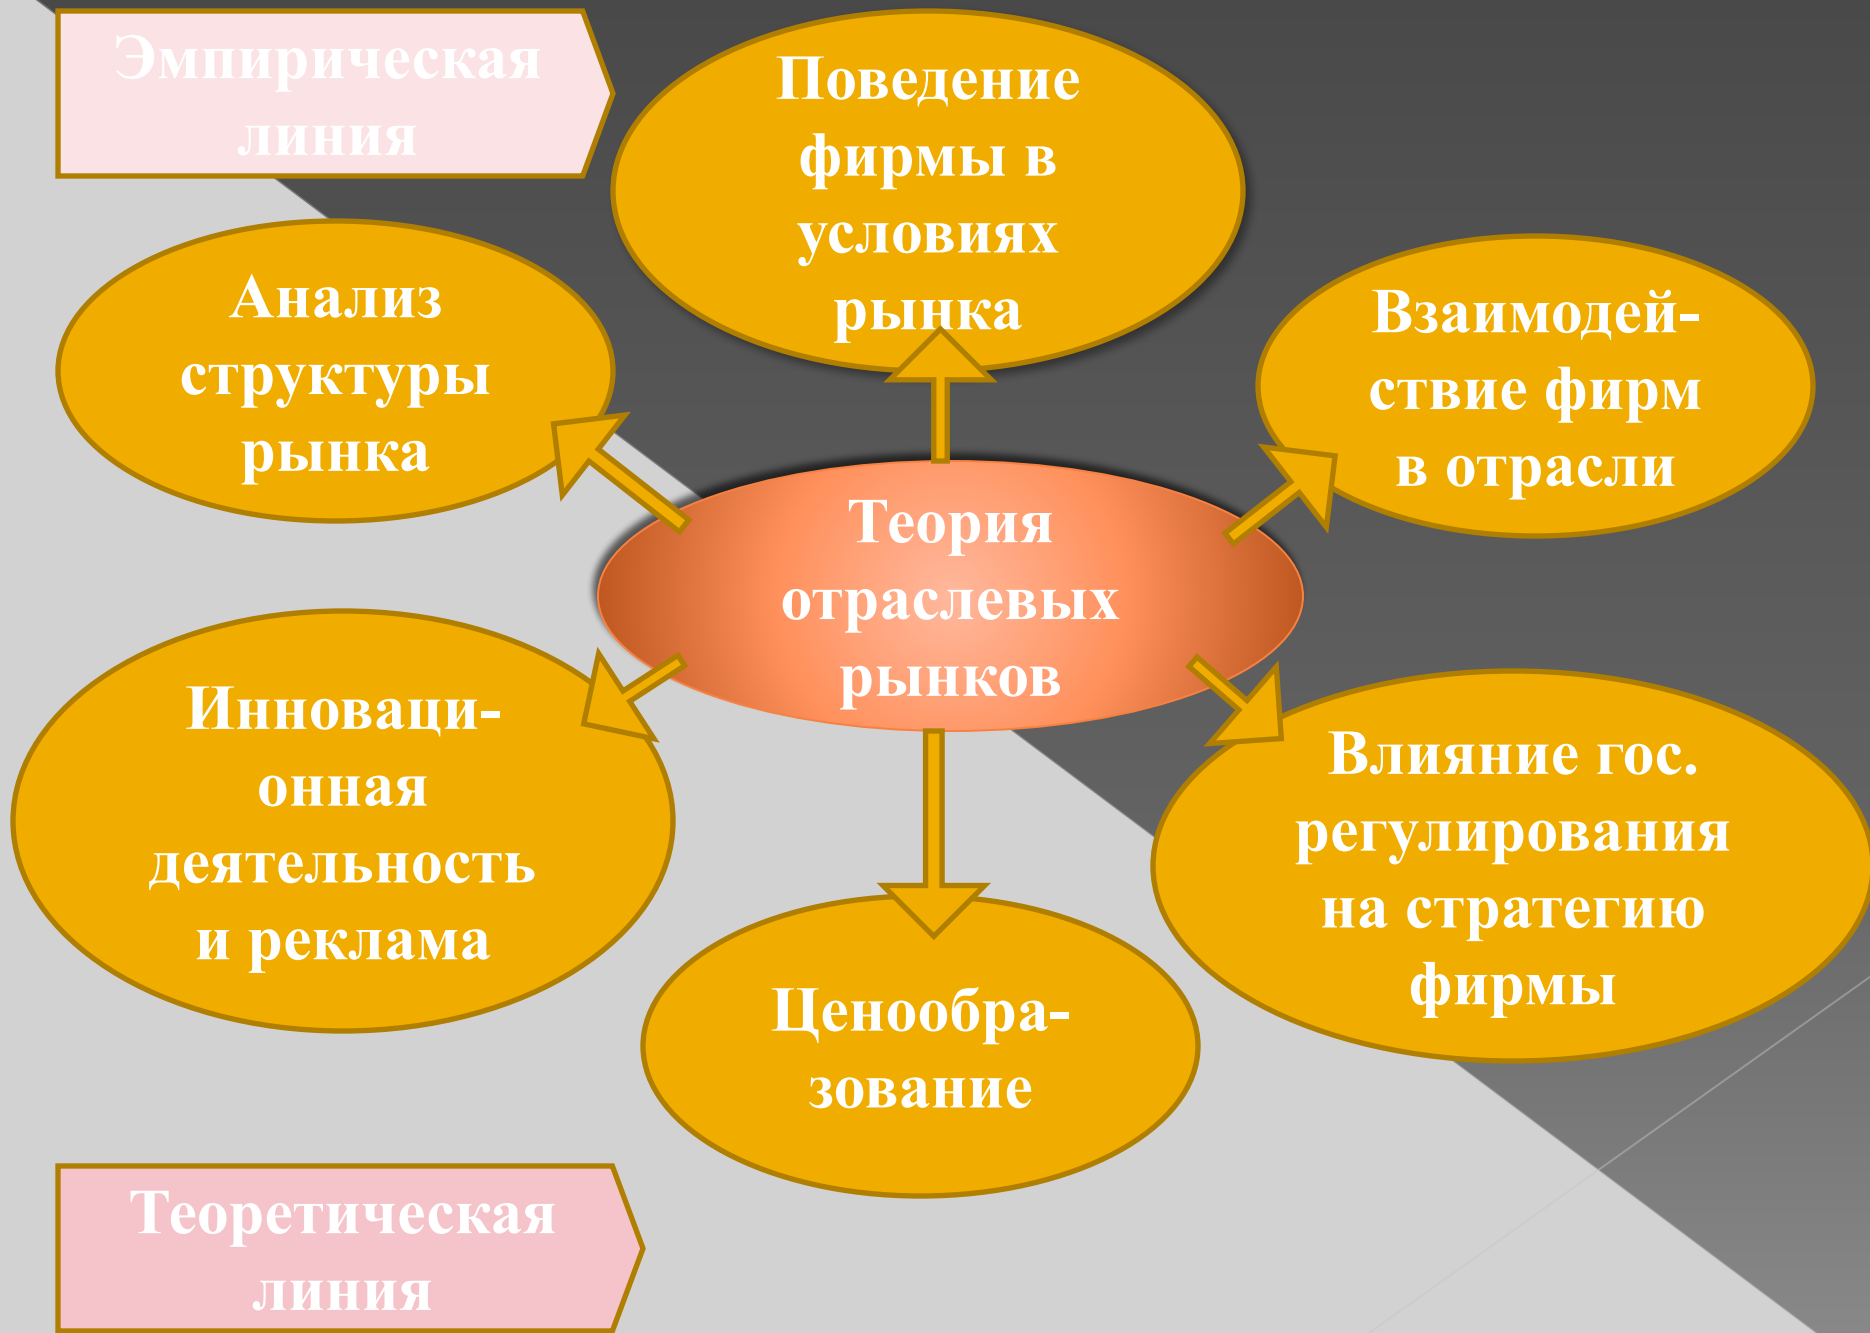 Эмпирическая
линия
Поведение
фирмы в
условиях
рынка
Анализ
структуры
рынка
Взаимодей-
ствие фирм
в отрасли
Теория
отраслевых
рынков
Инноваци-
онная
деятельность
и реклама
Влияние гос.
регулирования
на стратегию
фирмы
Ценообра-
зование
Теоретическая
линия